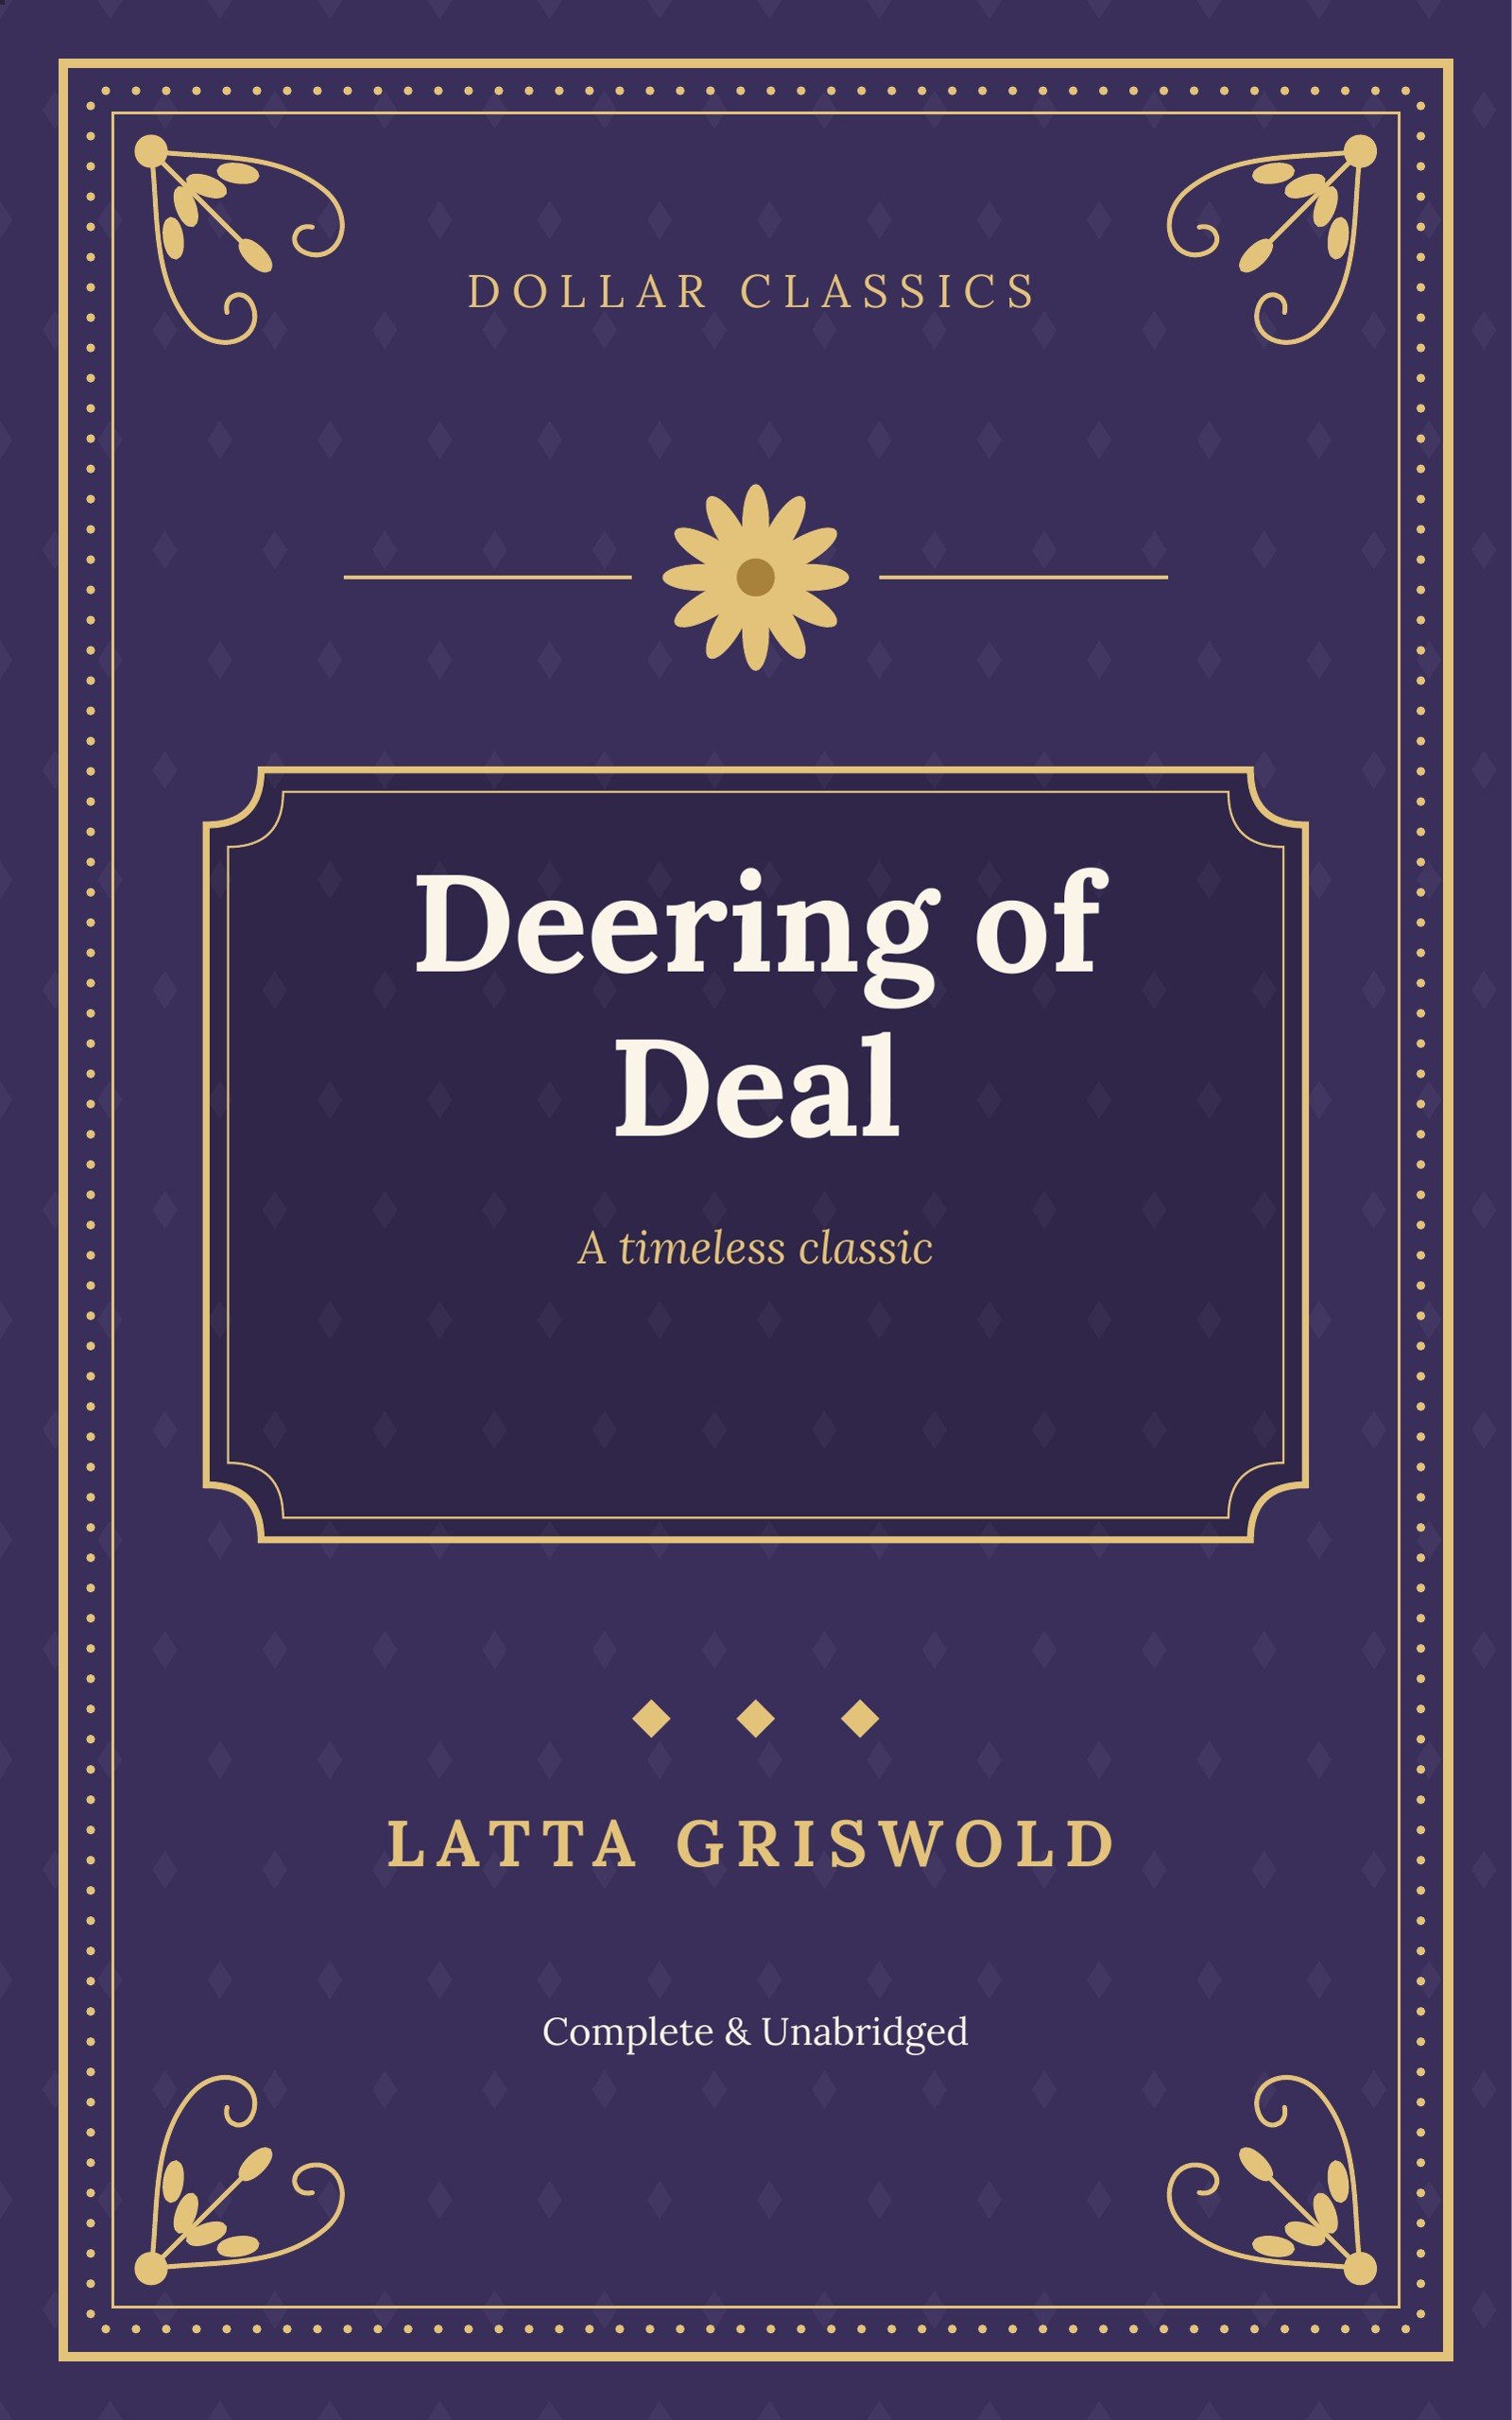 DOLLAR CLASSICS
Deering of
Deal
A timeless classic
LATTA GRISWOLD
Complete & Unabridged